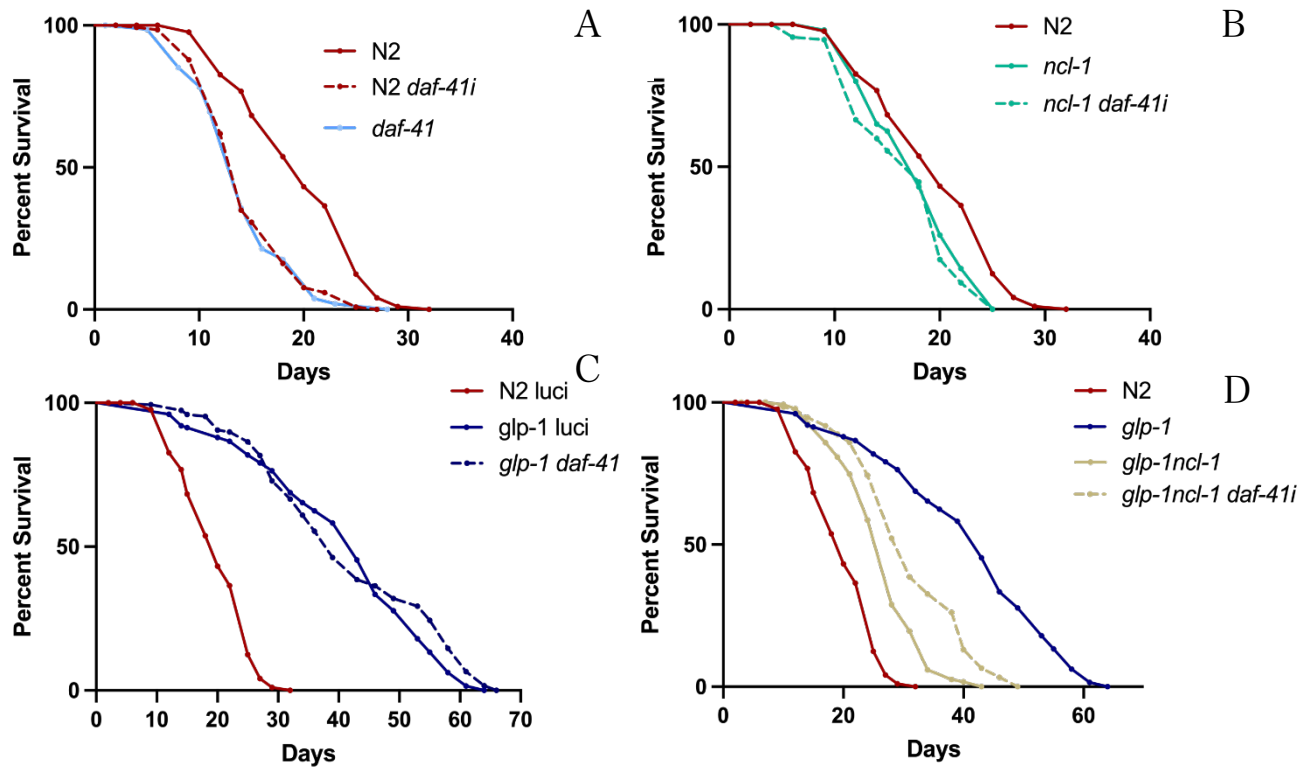 A
N2
N2 daf-41i
daf-41
Percent Survival
100
50
0
0 10 20 30 40
Days
B
N2
ncl-1
ncl-1 daf-41i
Percent Survival
100
50
0
0 10 20 30 40
Days
C
N2 luci
glp-1 luci
glp-1 daf-41
Percent Survival
100
50
0
0 10 20 30 40 50 60 70
Days
D
N2
glp-1
glp-1ncl-1
glp-1ncl-1 daf-41i
Percent Survival
100
50
0
0 20 40 60
Days